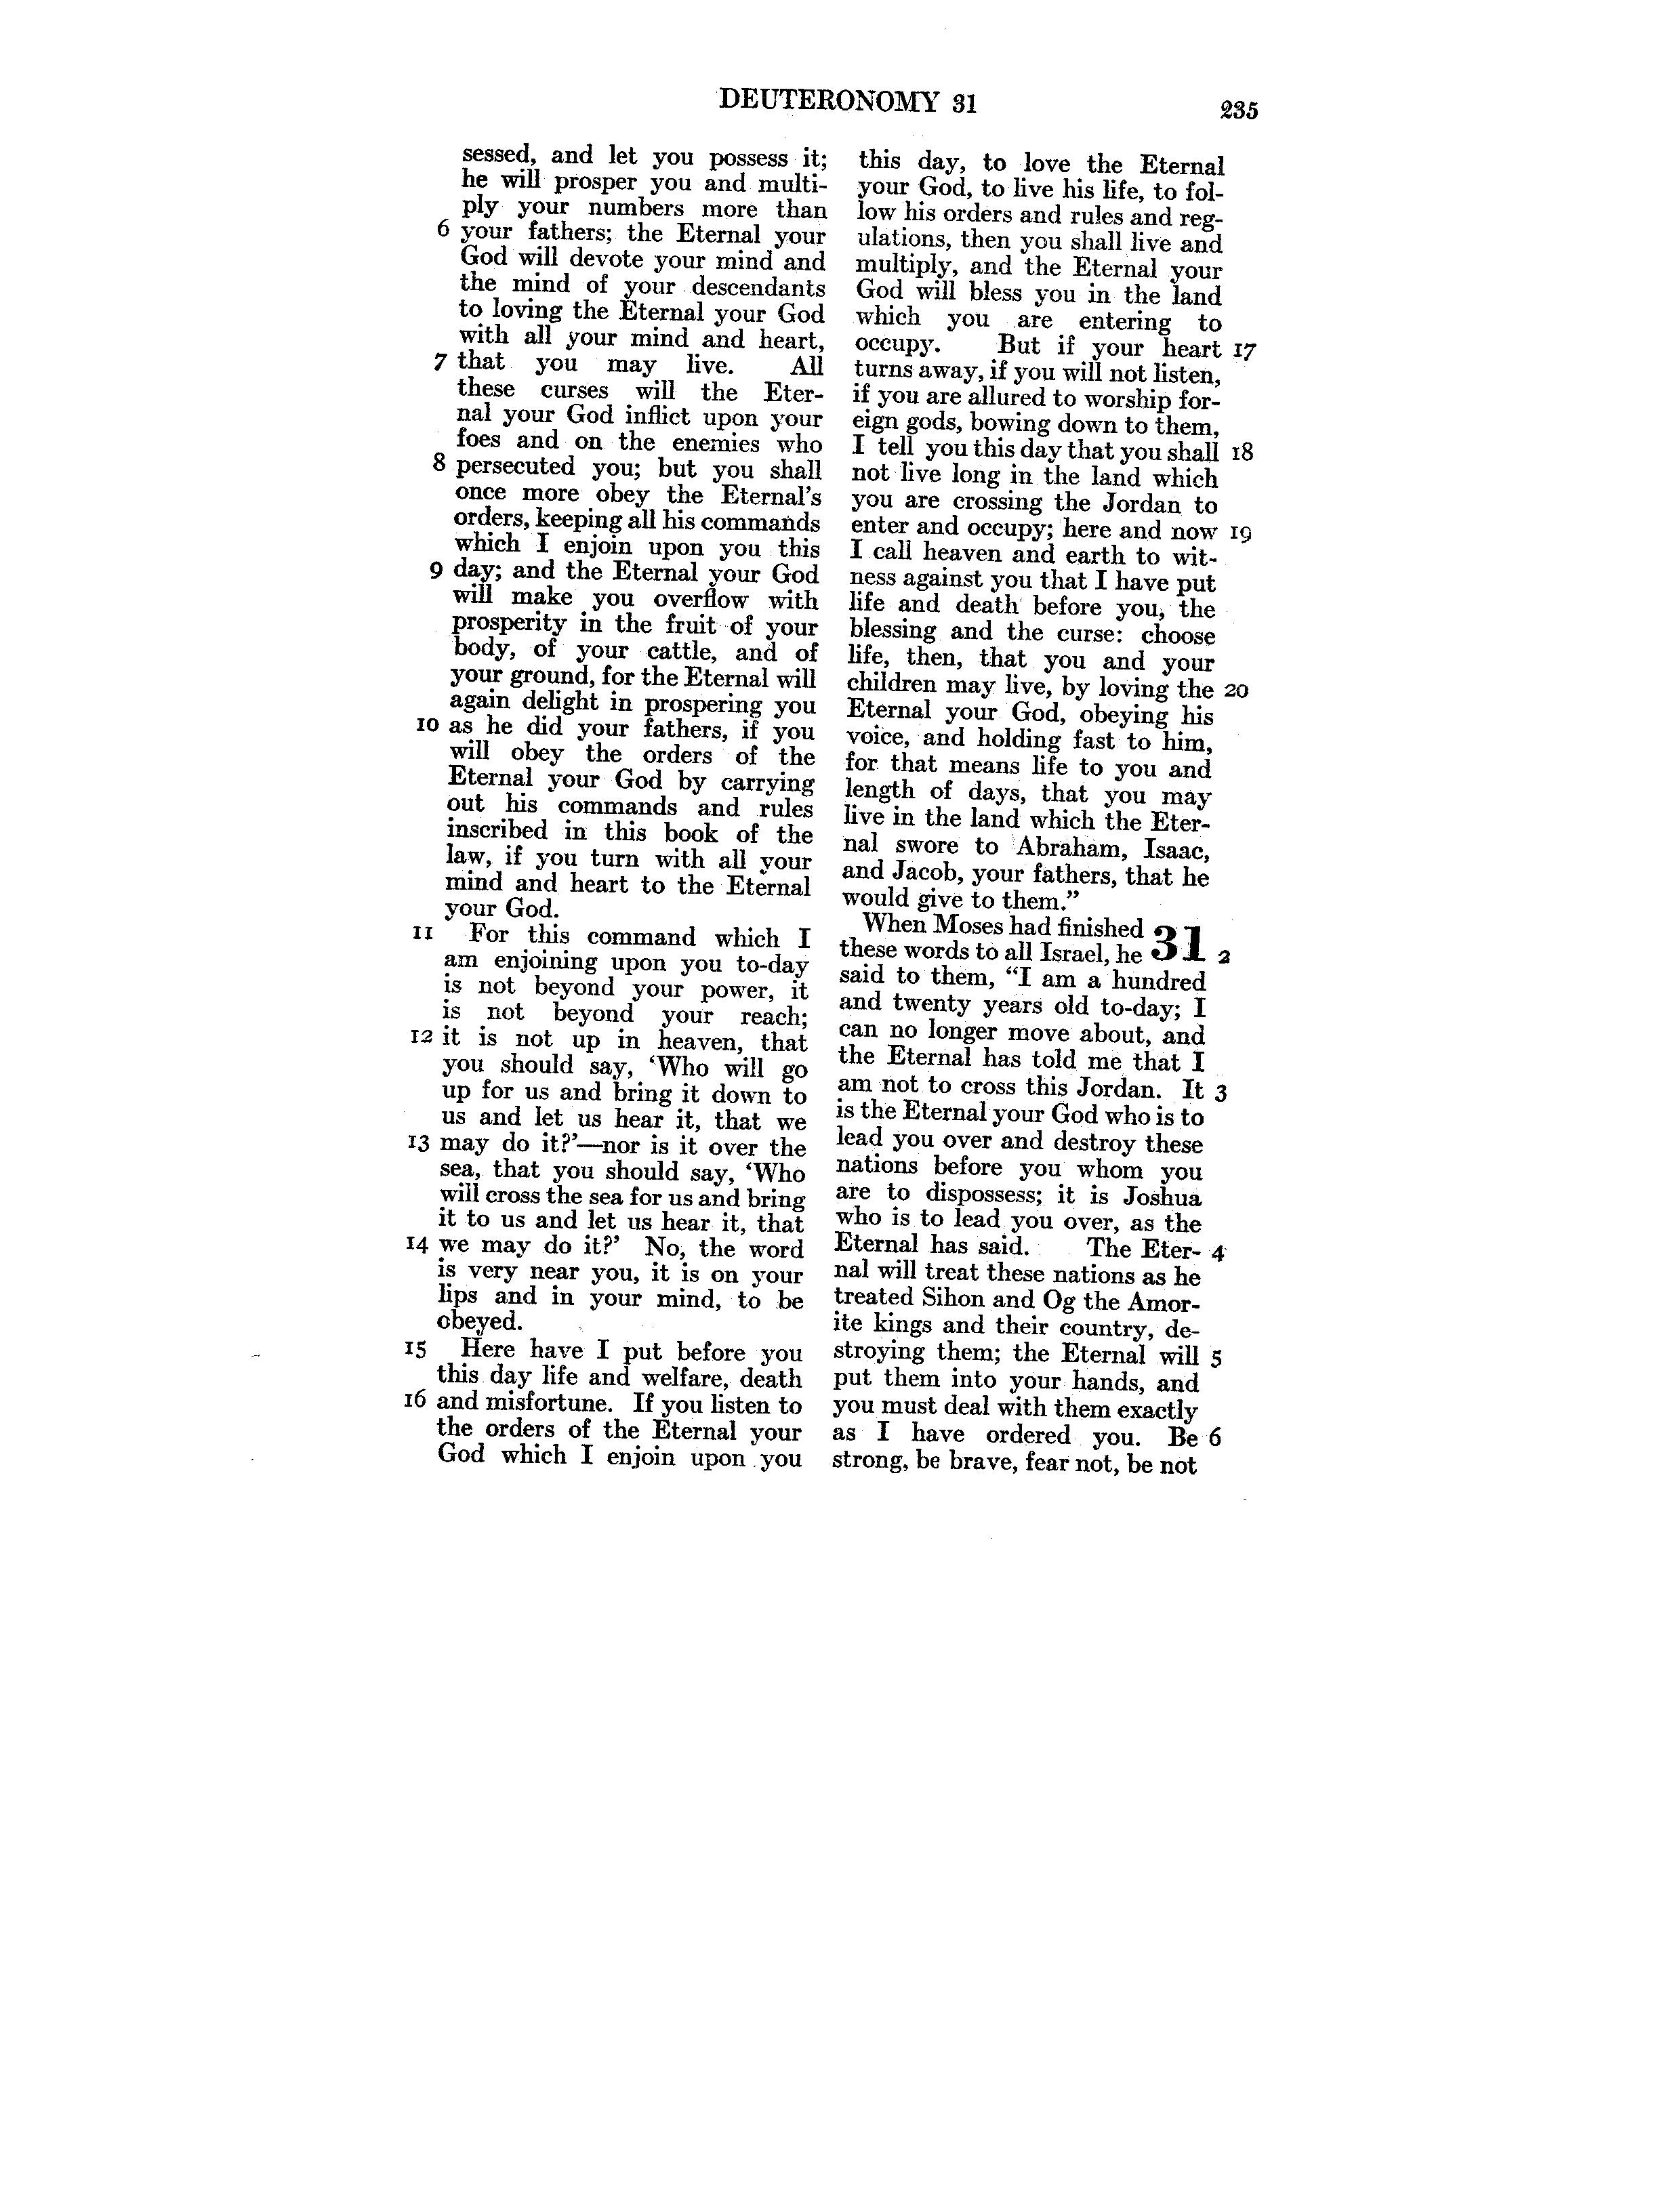 DEUTERONOMY 31
235
sessed, and let you possess it;
he will prosper you and multi-
ply your numbers more than
6 your fathers; the Eternal your
God will devote your mind and
the mind of your descendants
to loving the Eternal your God
with all your mind and heart,
7 that you may live. All
these curses will the Eter-
nal your God inflict upon your
foes and on the enemies who
8 persecuted you; but you shall
once more obey the Eternal's
orders, keeping all his commands
which I enjoin upon you this
9 day; and the Eternal your God
will make you overflow with
prosperity in the fruit of your
body, of your cattle, and of
your ground, for the Eternal will
again delight in prospering you
10 as he did your fathers, if you
will obey the orders of the
Eternal your God by carrying
out his commands and rules
inscribed in this book of the
law, if you turn with all your
mind and heart to the Eternal
your God.
11 For this command which I
am enjoining upon you to-day
is not beyond your power, it
is not beyond your reach;
12 it is not up in heaven, that
you should say, ‘Who will go
up for us and bring it down to
us and let us hear it, that we
13 may do it?’—nor is it over the
sea, that you should say, ‘Who
will cross the sea for us and bring
it to us and let us hear it, that
14 we may do it?’ No, the word
is very near you, it is on your
lips and in your mind, to be
obeyed.
15 Here have I put before you
this day life and welfare, death
16 and misfortune. If you listen to
the orders of the Eternal your
God which I enjoin upon you
this day, to love the Eternal
your God, to live his life, to fol-
low his orders and rules and reg-
ulations, then you shall live and
multiply, and the Eternal your
God will bless you in the land
which you are entering to
occupy. But if your heart 17
turns away, if you will not listen,
if you are allured to worship for-
eign gods, bowing down to them,
I tell you this day that you shall 18
not live long in the land which
you are crossing the Jordan to
enter and occupy; here and now 19
I call heaven and earth to wit-
ness against you that I have put
life and death before you, the
blessing and the curse: choose
life, then, that you and your
children may live, by loving the 20
Eternal your God, obeying his
voice, and holding fast to him,
for that means life to you and
length of days, that you may
live in the land which the Eter-
nal swore to Abraham, Isaac,
and Jacob, your fathers, that he
would give to them.”
When Moses had finished 31
these words to all Israel, he 2
said to them, “I am a hundred
and twenty years old to-day; I
can no longer move about, and
the Eternal has told me that I
am not to cross this Jordan. It 3
is the Eternal your God who is to
lead you over and destroy these
nations before you whom you
are to dispossess; it is Joshua
who is to lead you over, as the
Eternal has said. The Eter- 4
nal will treat these nations as he
treated Sihon and Og the Amor-
ite kings and their country, de-
stroying them; the Eternal will 5
put them into your hands, and
you must deal with them exactly
as I have ordered you. Be 6
strong, be brave, fear not, be not